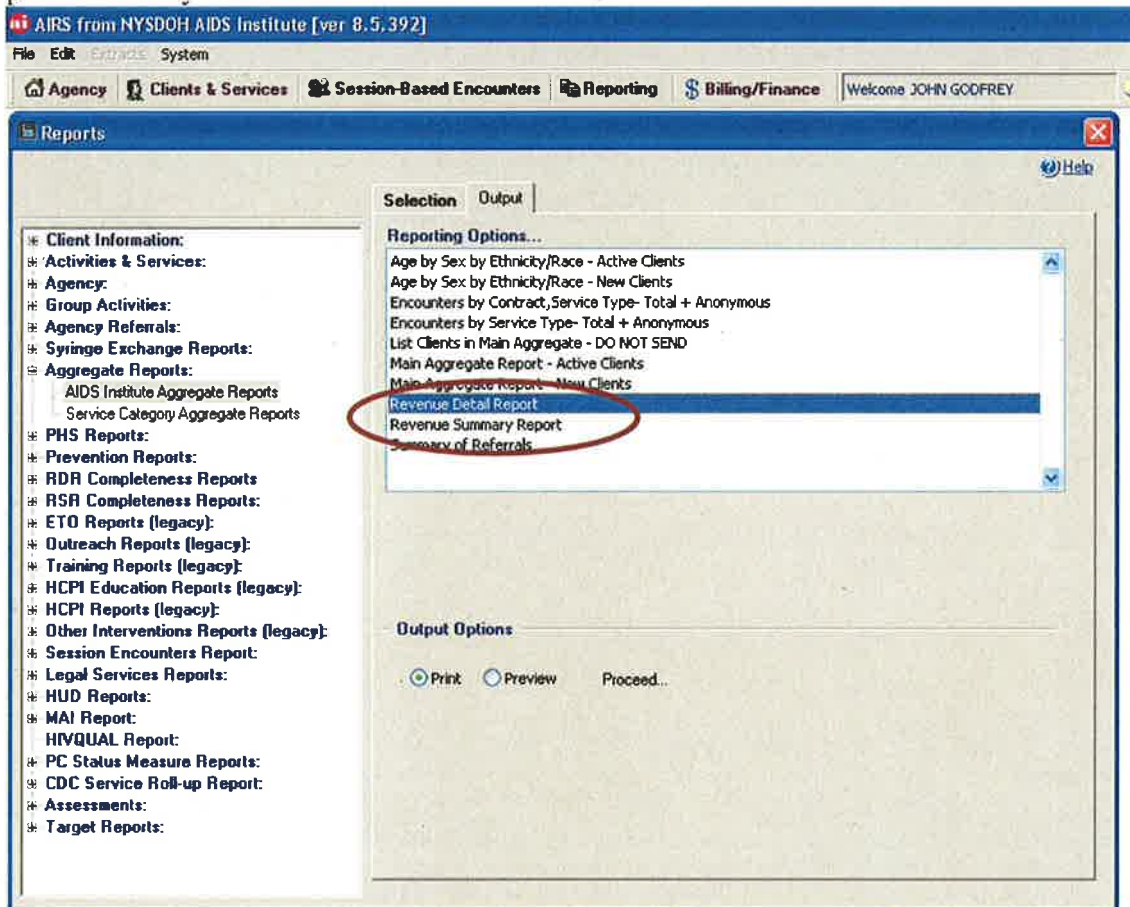 AIRS from NYSDOH AIDS Institute [ver 8.5.392]
File Edit Extracts System
Agency Clients & Services Session-Based Encounters Reporting $ Billing/Finance Welcome JOHN GODFREY
Reports
Help
Selection Output
Client Information:
Activities & Services:
Agency:
Group Activities:
Agency Referrals:
Syringe Exchange Reports:
Aggregate Reports:
AIDS Institute Aggregate Reports
Service Category Aggregate Reports
PHS Reports:
Prevention Reports:
RDR Completeness Reports
RSR Completeness Reports:
ETO Reports (legacy):
Outreach Reports (legacy):
Training Reports (legacy):
HCPI Education Reports (legacy):
HCPI Reports (legacy):
Other Interventions Reports (legacy):
Session Encounters Report:
Legal Services Reports:
HUD Reports:
MAI Report:
HIVQUAL Report:
PC Status Measure Reports:
CDC Service Roll-up Report:
Assessments:
Target Reports:
Reporting Options...
Age by Sex by Ethnicity/Race - Active Clients
Age by Sex by Ethnicity/Race - New Clients
Encounters by Contract,Service Type- Total + Anonymous
Encounters by Service Type- Total + Anonymous
List Clients in Main Aggregate - DO NOT SEND
Main Aggregate Report - Active Clients
Main Aggregate Report - New Clients
Revenue Detail Report
Revenue Summary Report
Summary of Referrals
Output Options
Print Preview Proceed...